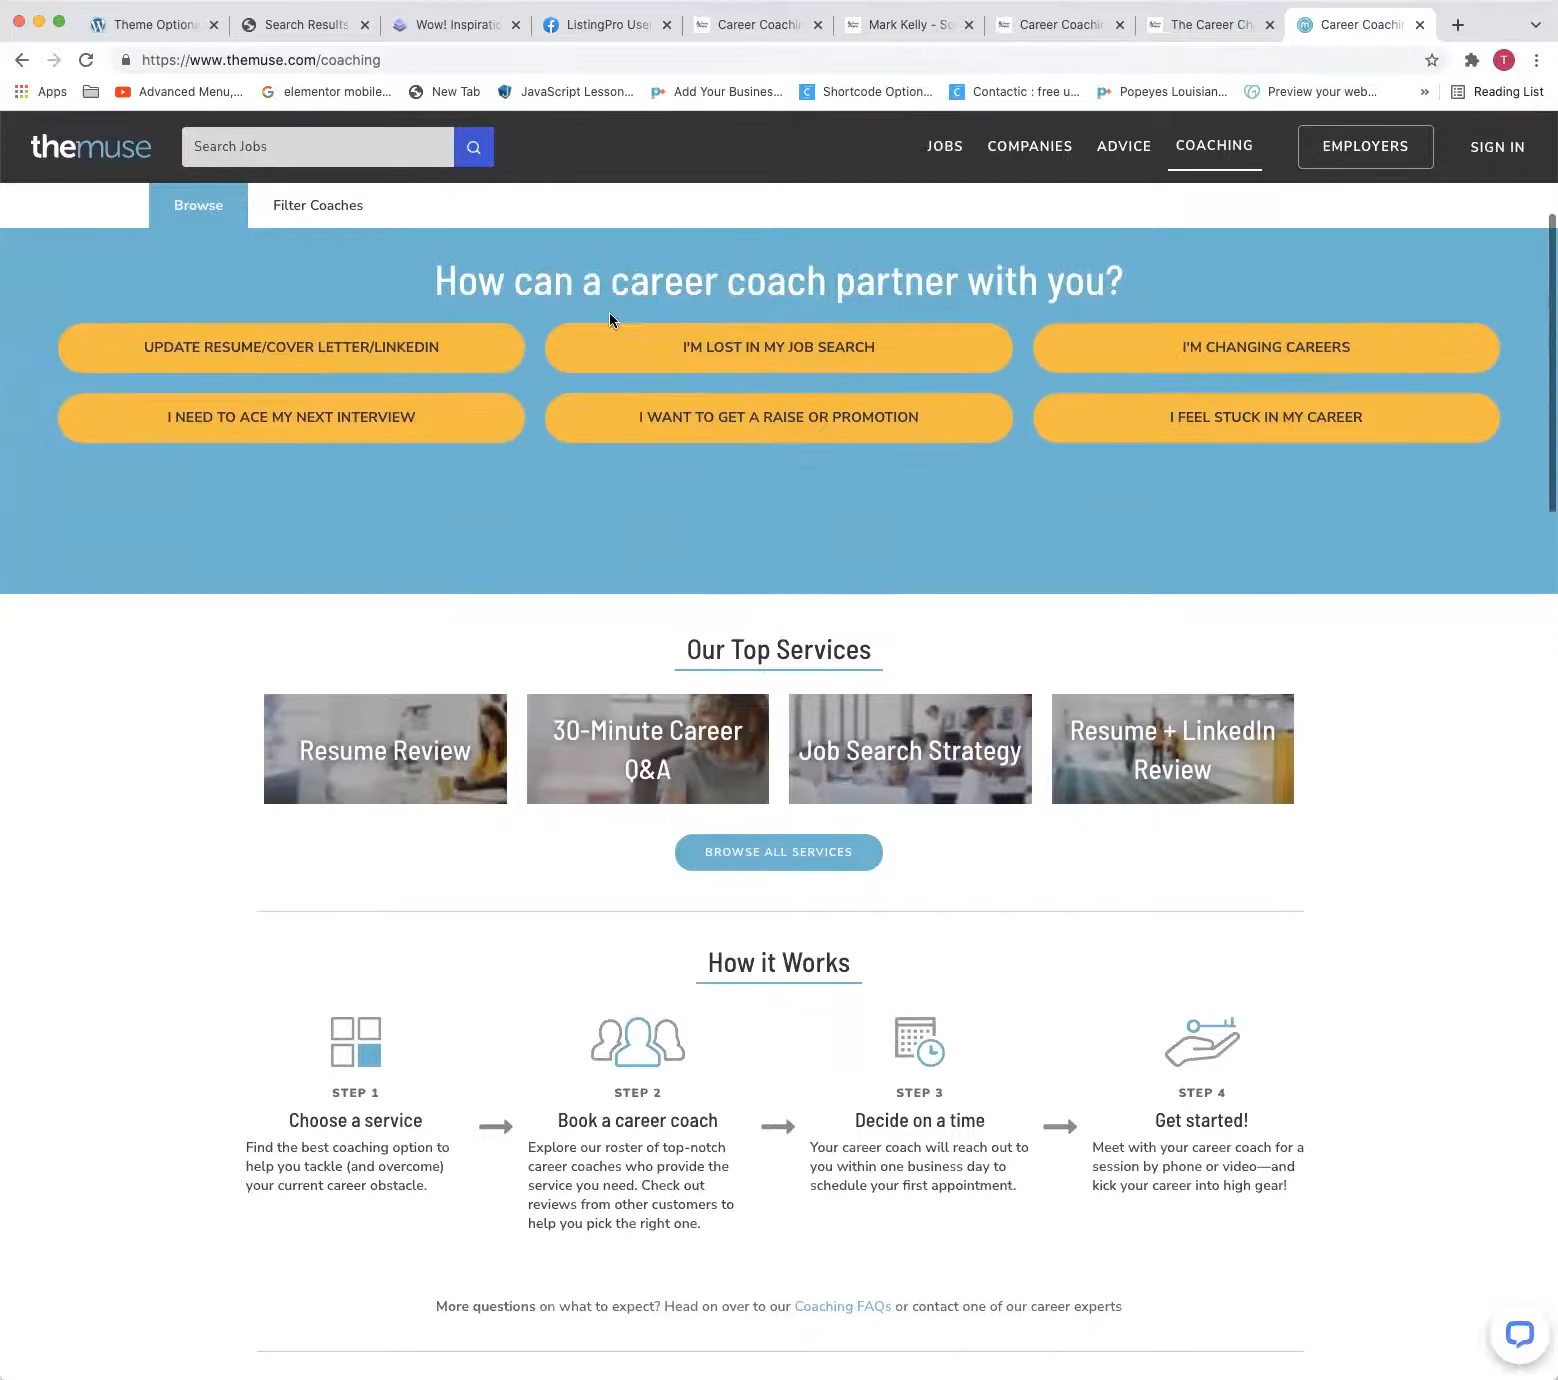 Theme Optiona
Search Results
Wow! Inspiratio
ListingPro User
Career Coachin
Mark Kelly - So
Career Coachin
The Career Ch
Career Coachin
https://www.themuse.com/coaching
T
Apps
Advanced Menu,...
elementor mobile...
New Tab
JavaScript Lesson...
Add Your Busines...
Shortcode Option...
Contactic : free u...
Popeyes Louisian...
Preview your web...
»
Reading List
themuse
Search Jobs
JOBS
COMPANIES
ADVICE
COACHING
EMPLOYERS
SIGN IN
Browse
Filter Coaches
How can a career coach partner with you?
UPDATE RESUME/COVER LETTER/LINKEDIN
I'M LOST IN MY JOB SEARCH
I'M CHANGING CAREERS
I NEED TO ACE MY NEXT INTERVIEW
I WANT TO GET A RAISE OR PROMOTION
I FEEL STUCK IN MY CAREER
Our Top Services
Resume Review
30-Minute Career
Q&A
Job Search Strategy
Resume + LinkedIn
Review
BROWSE ALL SERVICES
How it Works
STEP 1
Choose a service
Find the best coaching option to
help you tackle (and overcome)
your current career obstacle.
STEP 2
Book a career coach
Explore our roster of top-notch
career coaches who provide the
service you need. Check out
reviews from other customers to
help you pick the right one.
STEP 3
Decide on a time
Your career coach will reach out to
you within one business day to
schedule your first appointment.
STEP 4
Get started!
Meet with your career coach for a
session by phone or video—and
kick your career into high gear!
More questions on what to expect? Head on over to our Coaching FAQs or contact one of our career experts